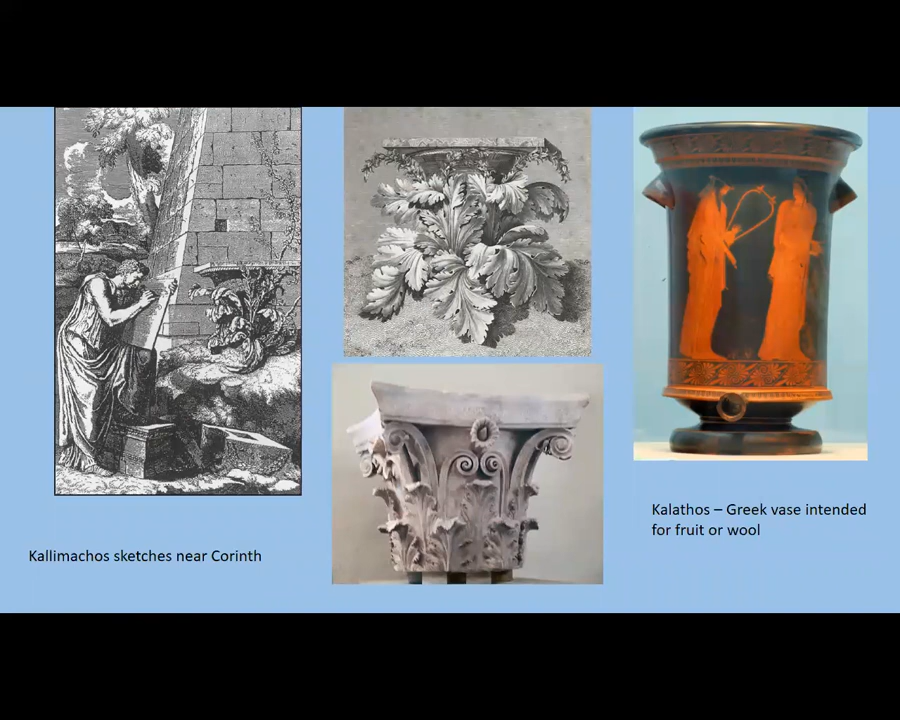 Kallimachos sketches near Corinth
Kalathos – Greek vase intended
for fruit or wool